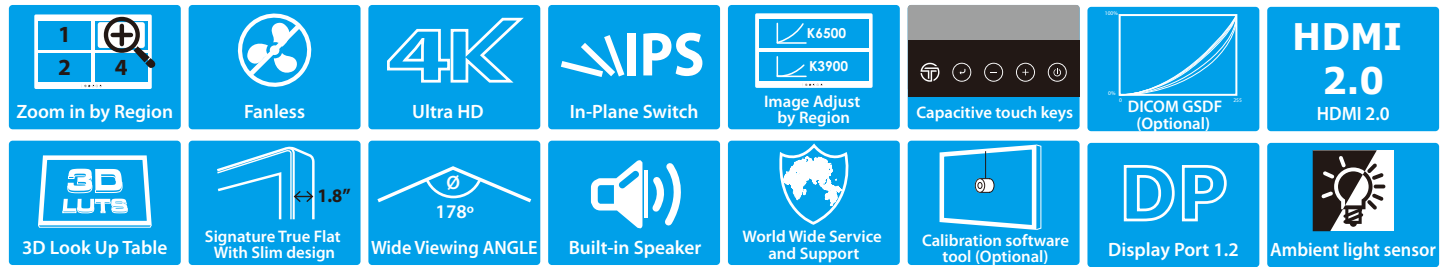 1
2
4
Zoom in by Region
Fanless
4K
Ultra HD
IPS
In-Plane Switch
K6500
K3900
Image Adjust
by Region
Capacitive touch keys
100%
0%
0
255
DICOM GSDF
(Optional)
HDMI
2.0
HDMI 2.0
3D
LUTS
3D Look Up Table
1.8”
Signature True Flat
With Slim design
Ø
178º
Wide Viewing ANGLE
Built-in Speaker
World Wide Service
and Support
Calibration software
tool (Optional)
DP
Display Port 1.2
Ambient light sensor